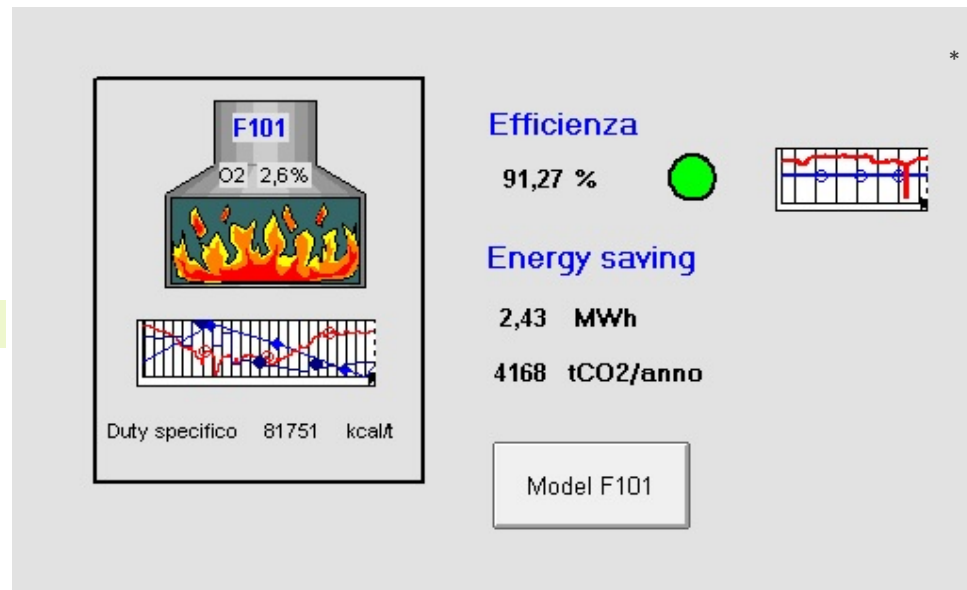 *
F101
O2 2,6%
Duty specifico 81751 kcal/t
Efficienza
91,27 %
Energy saving
2,43 MWh
4168 tCO2/anno
Model F101